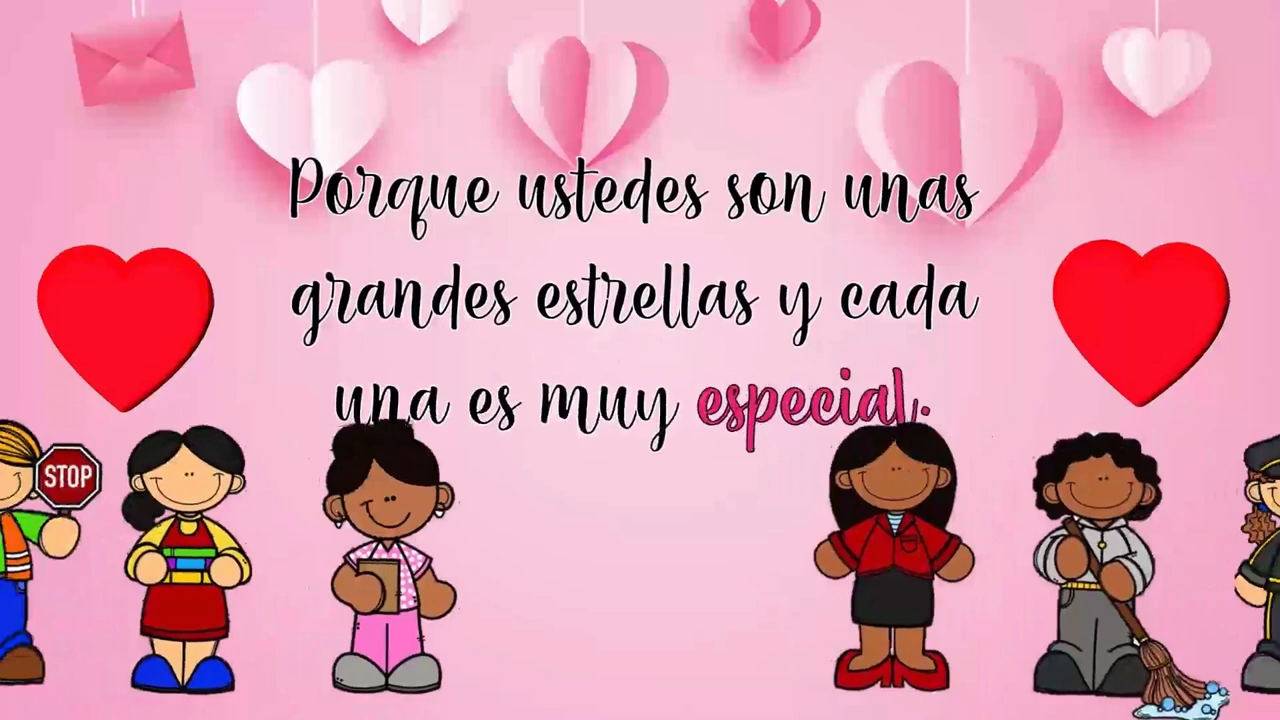 Porque ustedes son unas
grandes estrellas y cada
una es muy especial.
STOP